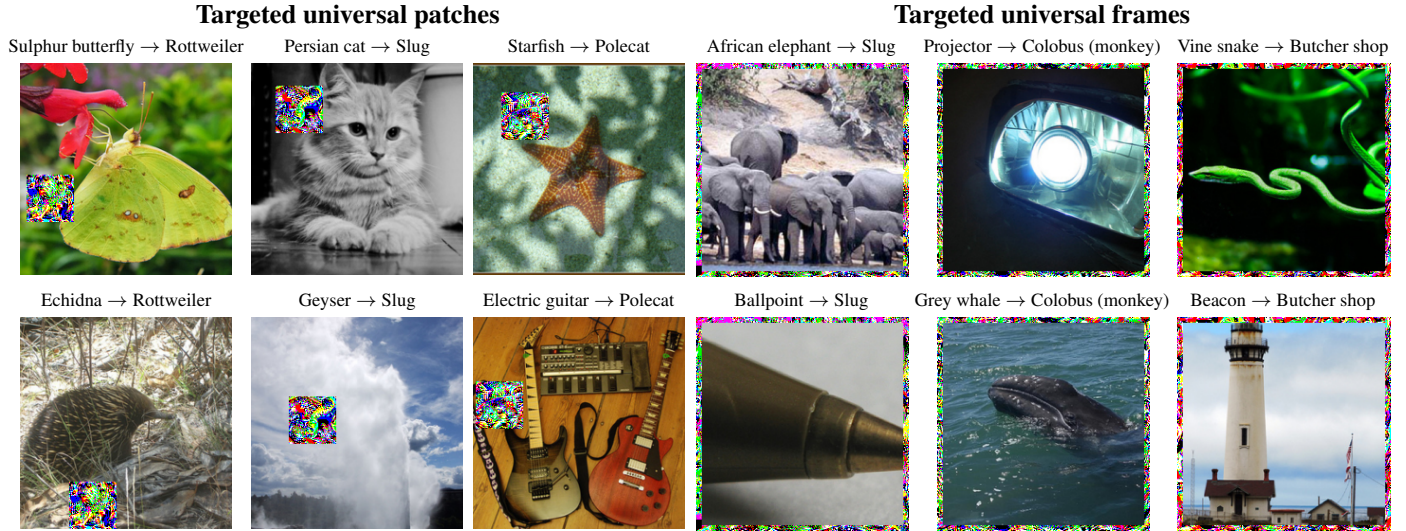 Targeted universal patches
Targeted universal frames
Sulphur butterfly → Rottweiler
Persian cat → Slug
Starfish → Polecat
African elephant → Slug
Projector → Colobus (monkey)
Vine snake → Butcher shop
Echidna → Rottweiler
Geyser → Slug
Electric guitar → Polecat
Ballpoint → Slug
Grey whale → Colobus (monkey)
Beacon → Butcher shop